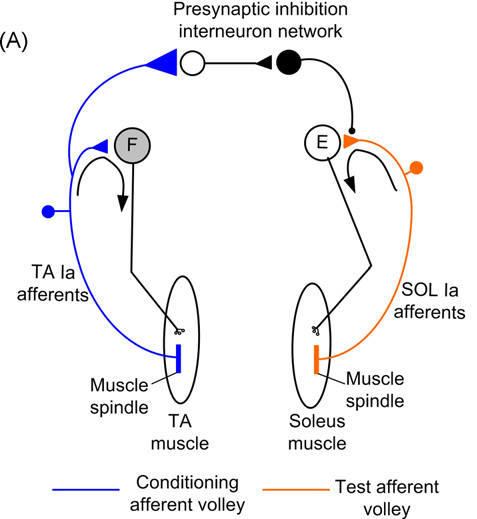 Presynaptic inhibition
interneuron network
(A)
F
E
TA Ia
afferents
SOL Ia
afferents
Muscle
spindle
Muscle
spindle
TA
muscle
Soleus
muscle
Conditioning
afferent volley
Test afferent
volley